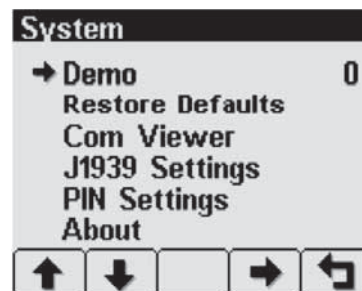 System
Demo 0
Restore Defaults
Com Viewer
J1939 Settings
PIN Settings
About